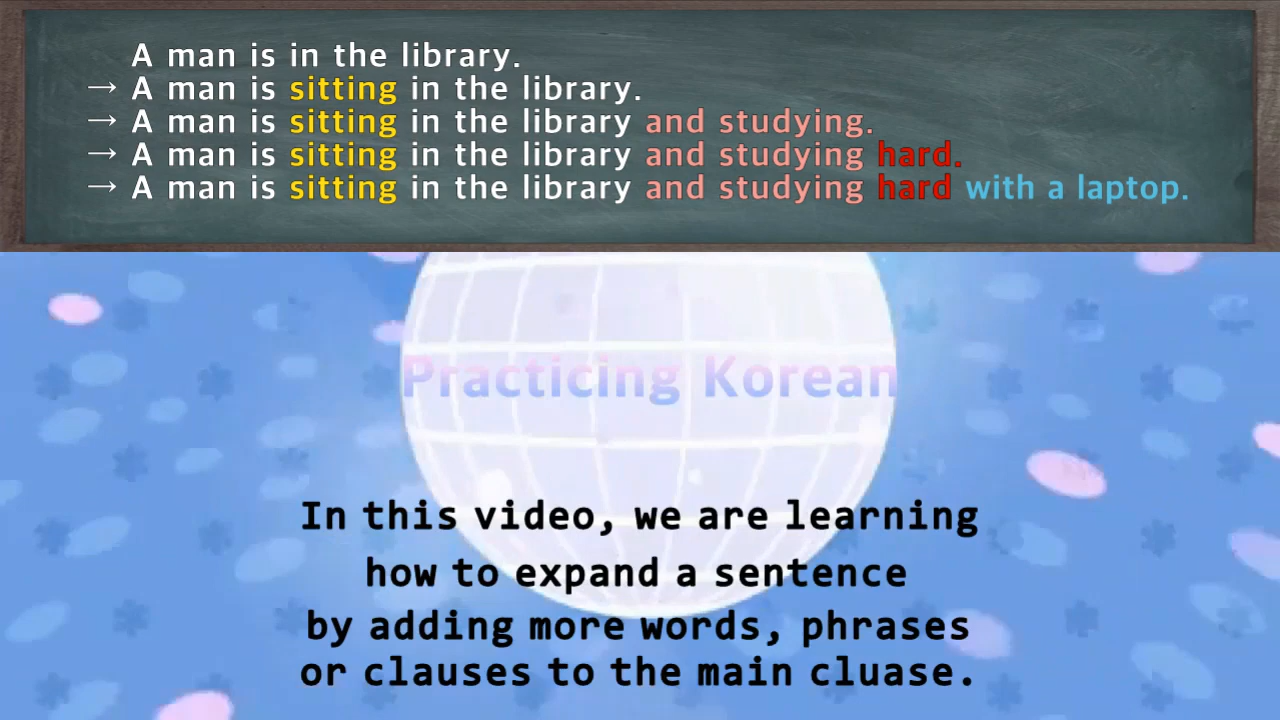 A man is in the library.
→ A man is sitting in the library.
→ A man is sitting in the library and studying.
→ A man is sitting in the library and studying hard.
→ A man is sitting in the library and studying hard with a laptop.
Practicing Korean
In this video, we are learning
how to expand a sentence
by adding more words, phrases
or clauses to the main cluase.